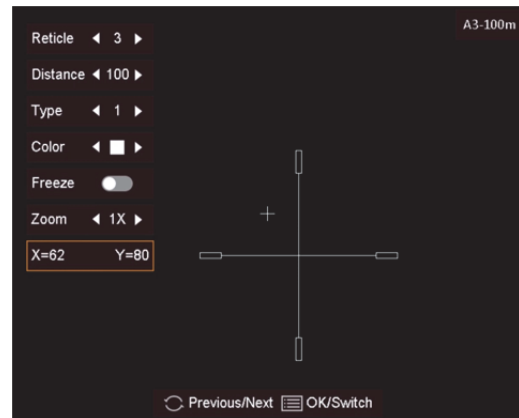 A3-100m
Reticle 3
Distance 100
Type 1
Color
Freeze
Zoom 1X
X=62 Y=80
Previous/Next OK/Switch